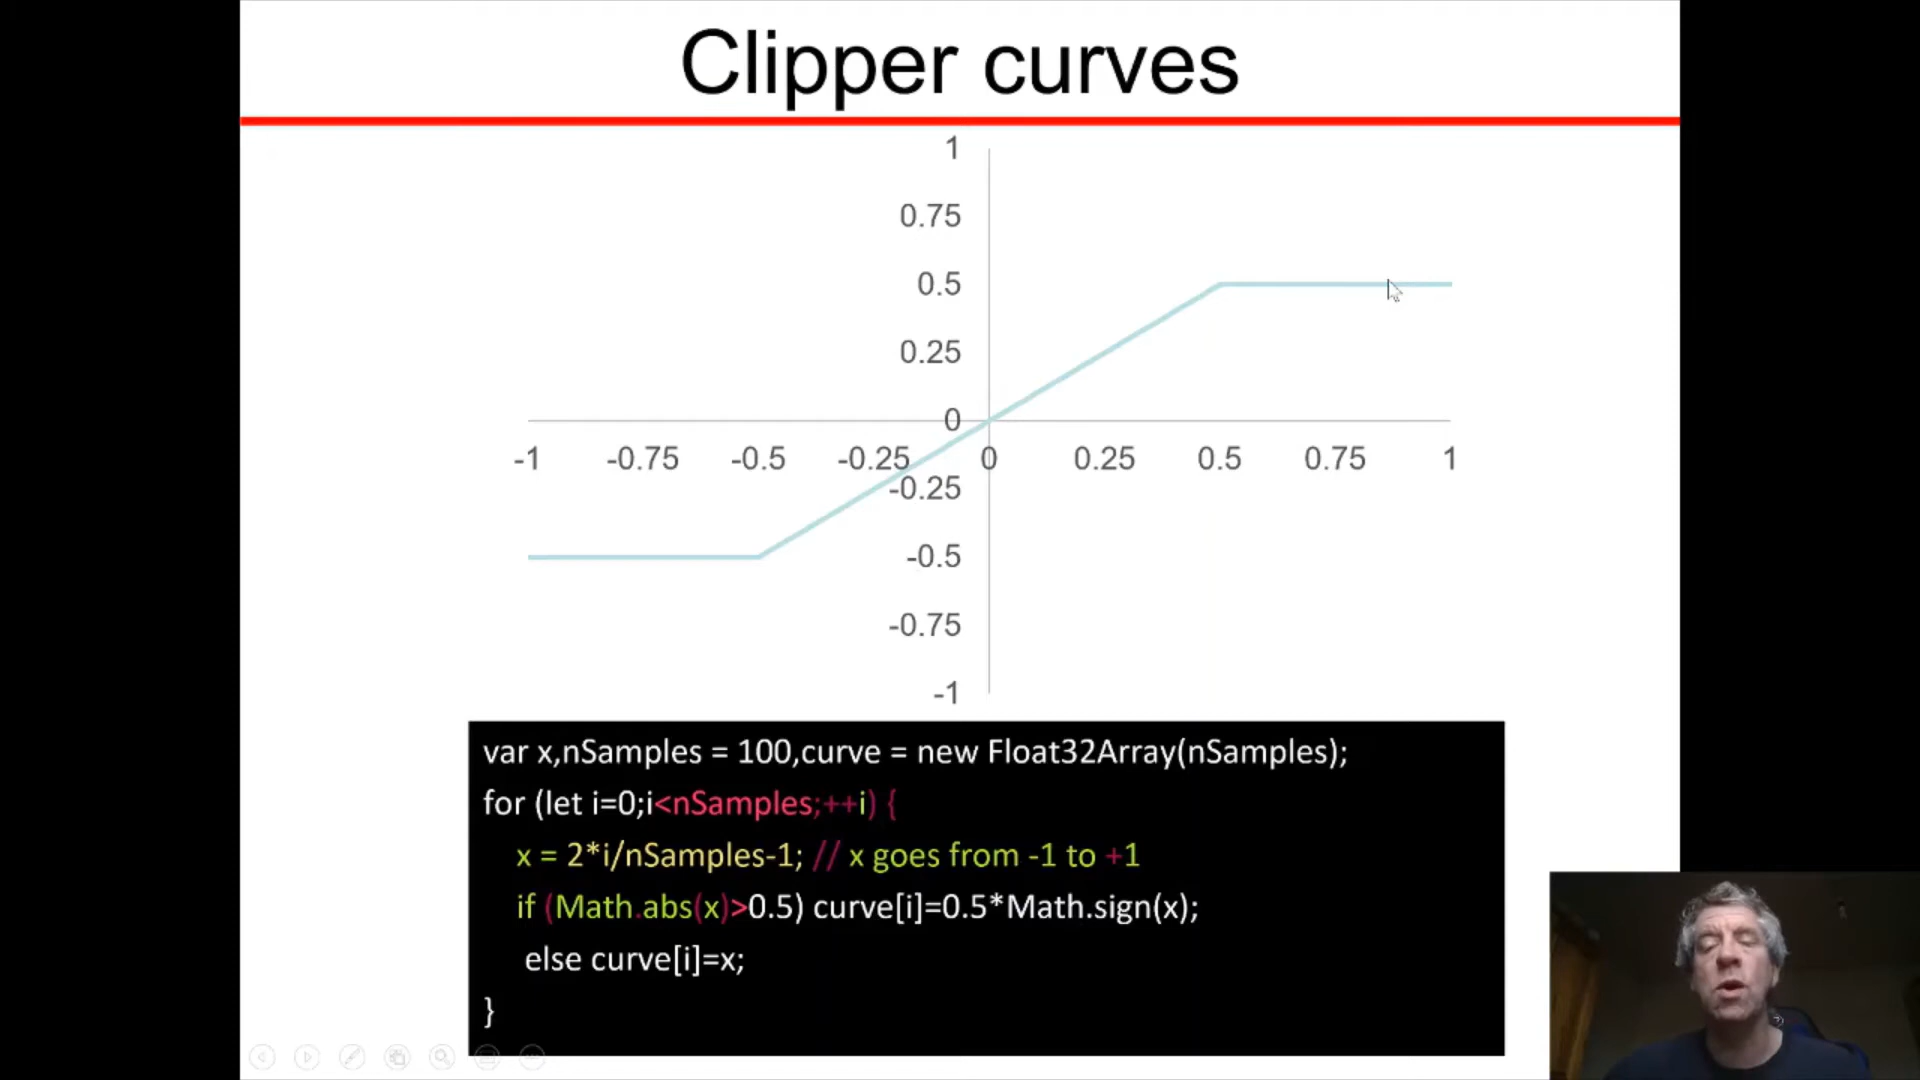 Clipper curves
1
0.75
0.5
0.25
0
-1 -0.75 -0.5 -0.25 0 0.25 0.5 0.75 1
-0.25
-0.5
-0.75
-1
var x,nSamples = 100,curve = new Float32Array(nSamples);
for (let i=0;i<nSamples;++i) {
x = 2*i/nSamples-1; // x goes from -1 to +1
if (Math.abs(x)>0.5) curve[i]=0.5*Math.sign(x);
else curve[i]=x;
}